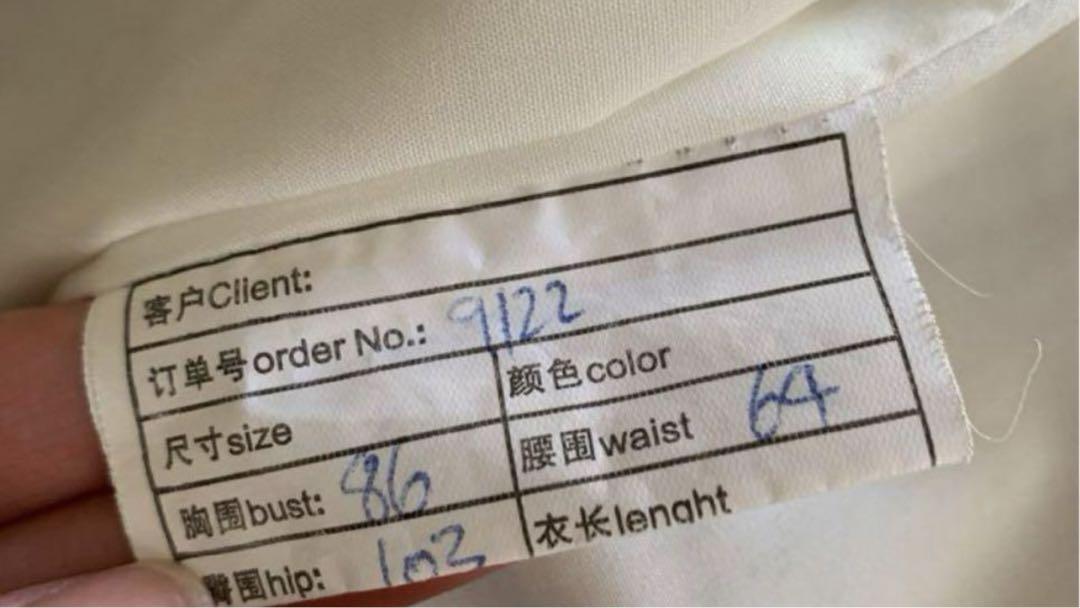 客户Client:
订单号order No.: 9122
尺寸size 颜色color
胸围bust: 86 腰围waist 64
臀围hip: 103 衣长lenght